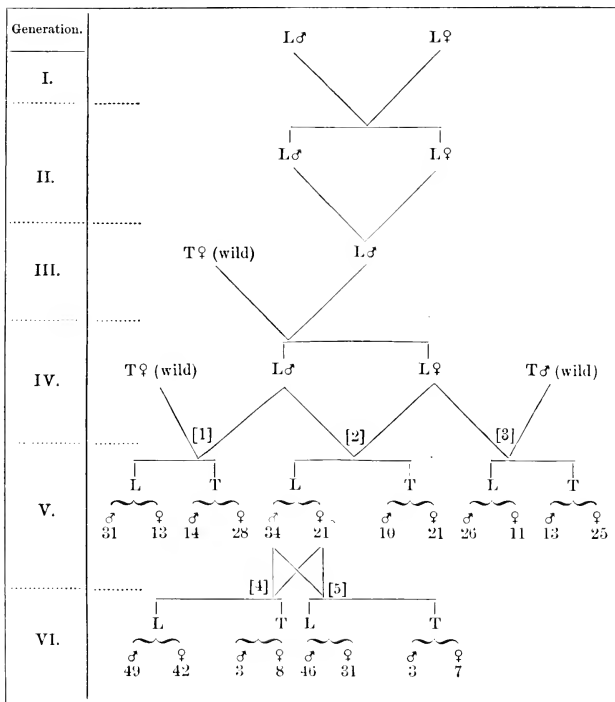 Generation.
L♂ L♀
I.
L♂ L♀
II.
T♀ (wild) L♂
III.
T♀ (wild) L♂ L♀ T♂ (wild)
IV.
[1] [2] [3]
L T L T L T
V.
♂ ♀ ♂ ♀ ♂ ♀ ♂ ♀ ♂ ♀ ♂ ♀
31 13 14 28 34 21 10 21 26 11 13 25
[4] [5]
L T L T
VI.
♂ ♀ ♂ ♀ ♂ ♀ ♂ ♀
49 42 3 8 46 31 3 7